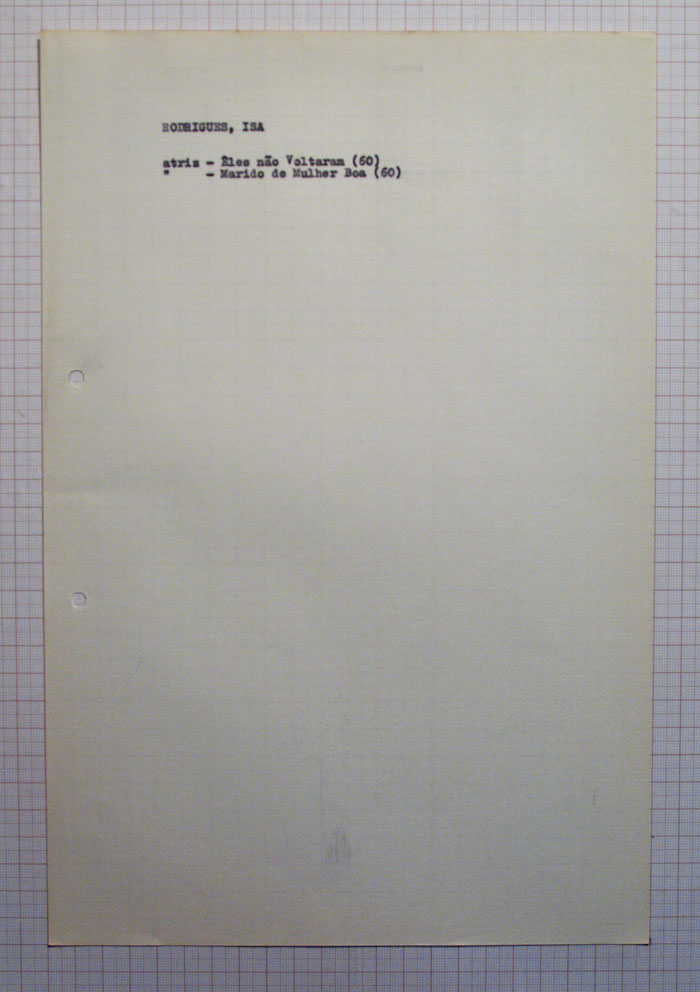 RODRIGUES, ISA
atriz - Êles não Voltaram (60)
" - Marido de Mulher Boa (60)